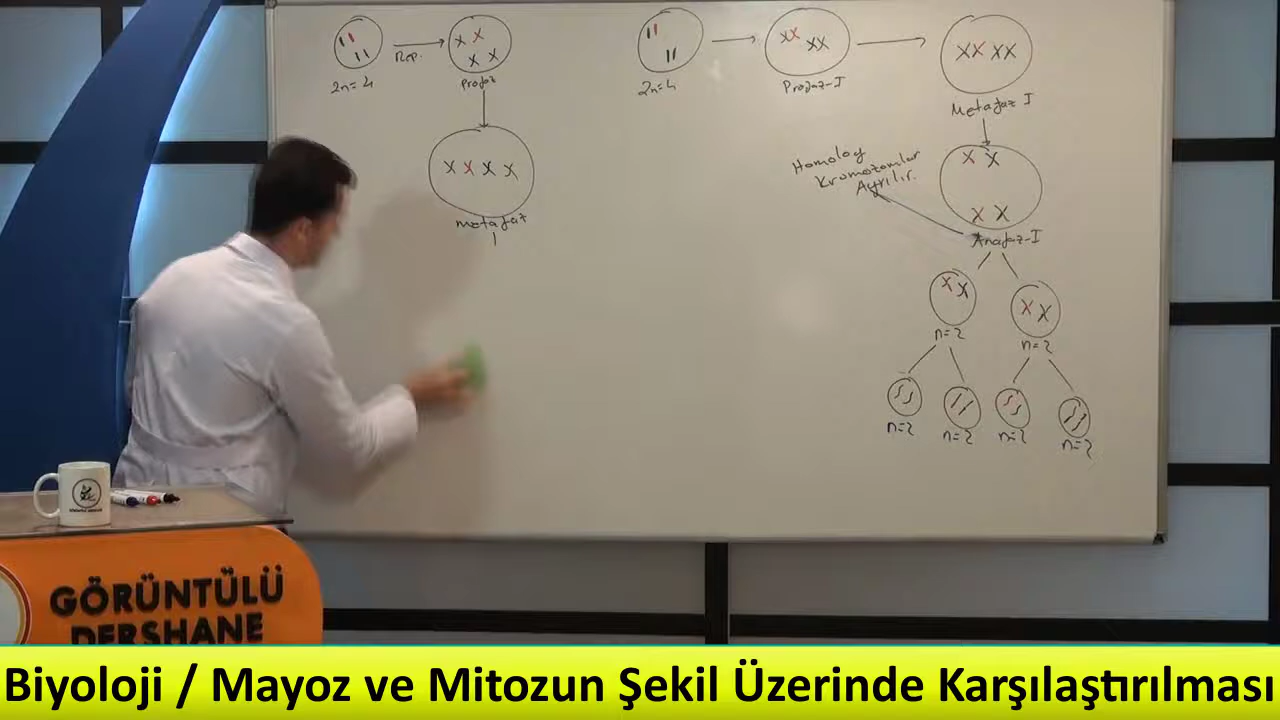 2n=4
Rep.
Profaz
metafaz
2n=4
Profaz-I
Metafaz I
Homolog
Kromozomlar
Ayrılır.
Anafaz-I
n=2
n=2
n=2
n=2
n=2
n=2
GÖRÜNTÜLÜ
DERSHANE
Biyoloji / Mayoz ve Mitozun Şekil Üzerinde Karşılaştırılması